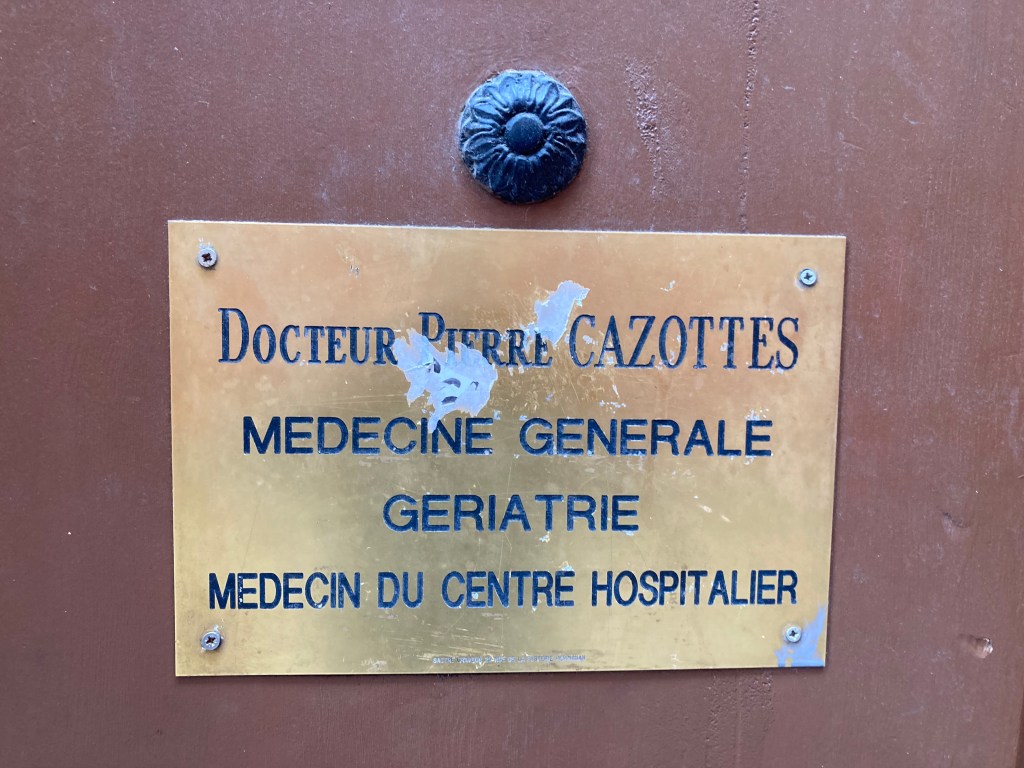 DOCTEUR PIERRE CAZOTTES
MEDECINE GENERALE
GERIATRIE
MEDECIN DU CENTRE HOSPITALIER